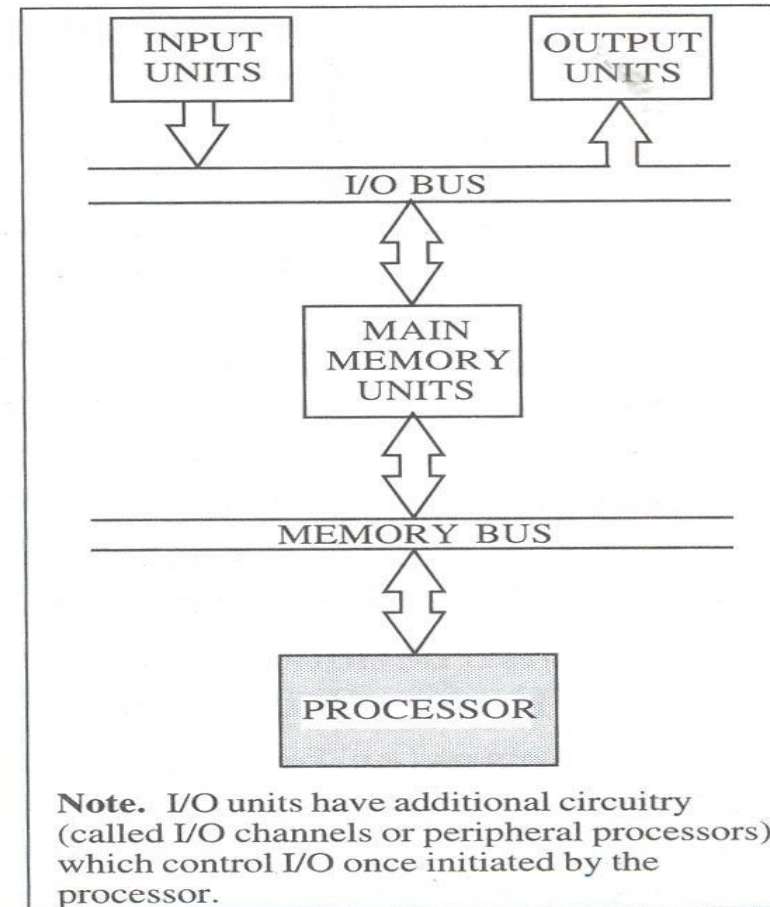 INPUT
UNITS
OUTPUT
UNITS
I/O BUS
MAIN
MEMORY
UNITS
MEMORY BUS
PROCESSOR
Note. I/O units have additional circuitry
(called I/O channels or peripheral processors)
which control I/O once initiated by the
processor.